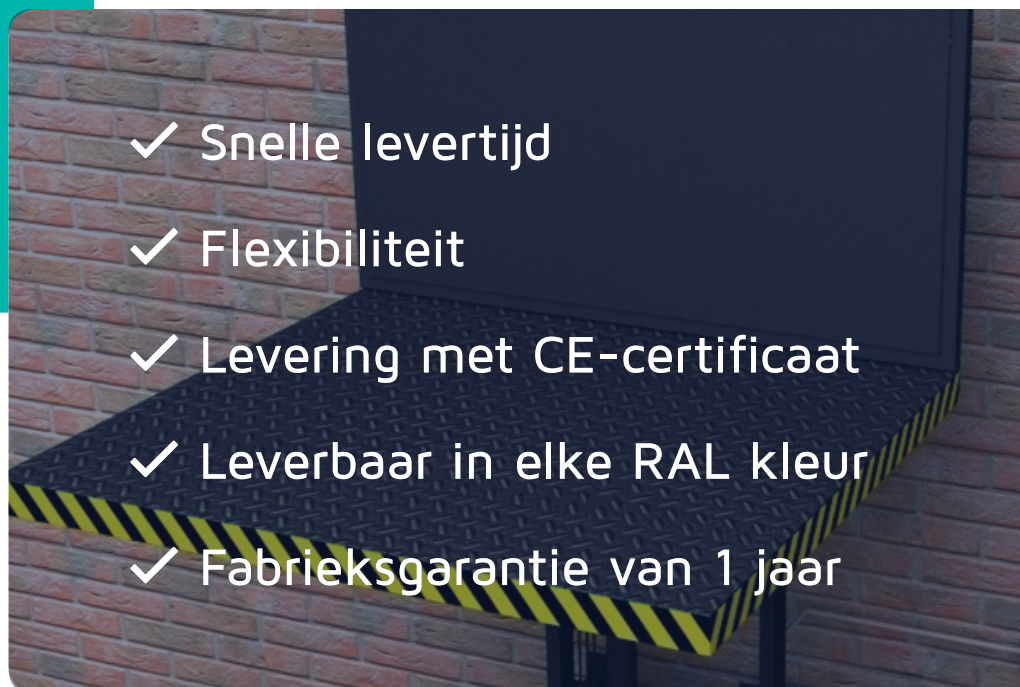 Snelle levertijd
Flexibiliteit
Levering met CE-certificaat
Leverbaar in elke RAL kleur
Fabrieksgarantie van 1 jaar